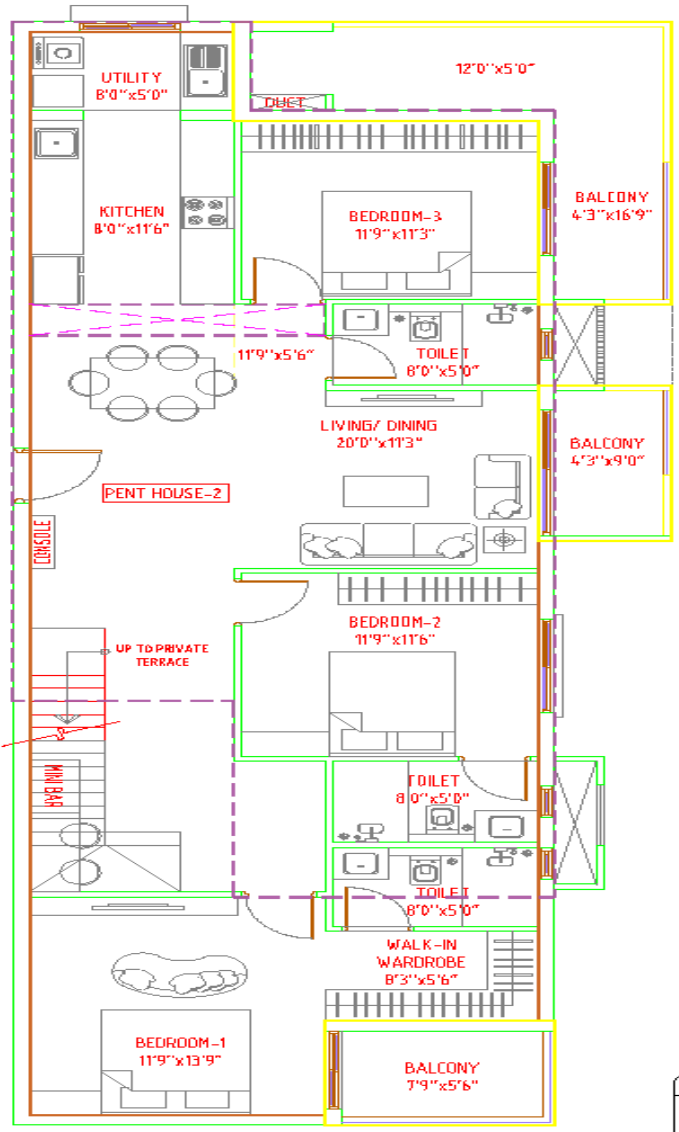 UTILITY
8'0"x5'0"
12'0"x5'0"
DUCT
KITCHEN
8'0"x11'6"
BEDROOM-3
11'9"x11'3"
BALCONY
4'3"x16'9"
11'9"x5'6"
TOILET
8'0"x5'0"
LIVING/ DINING
20'0"x11'3"
BALCONY
4'3"x9'0"
PENT HOUSE-2
CONSOLE
BEDROOM-2
11'9"x11'6"
UP TO PRIVATE
TERRACE
MINI BAR
TOILET
8'0"x5'0"
TOILET
8'0"x5'0"
WALK-IN
WARDROBE
8'3"x5'6"
BEDROOM-1
11'9"x13'9"
BALCONY
7'9"x5'6"